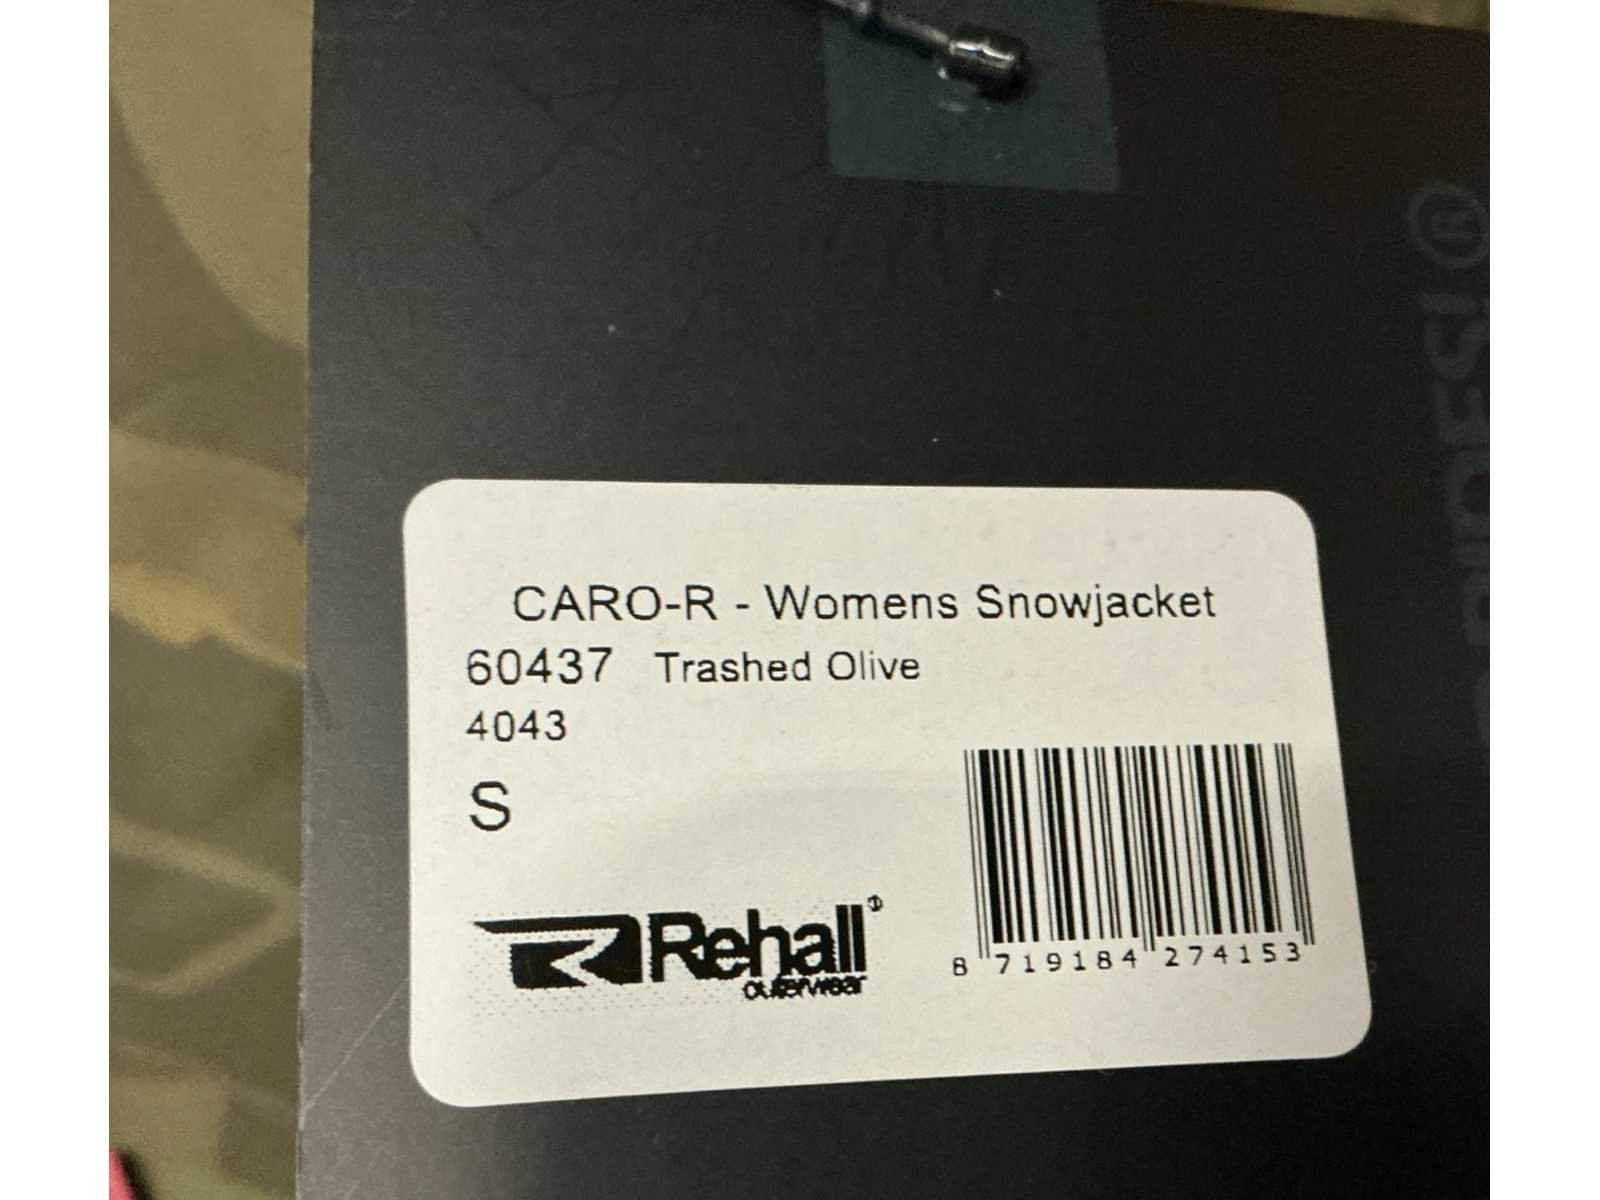 CARO-R - Womens Snowjacket
60437 Trashed Olive
4043
S
Rehall®
outerwear
8 719184 274153